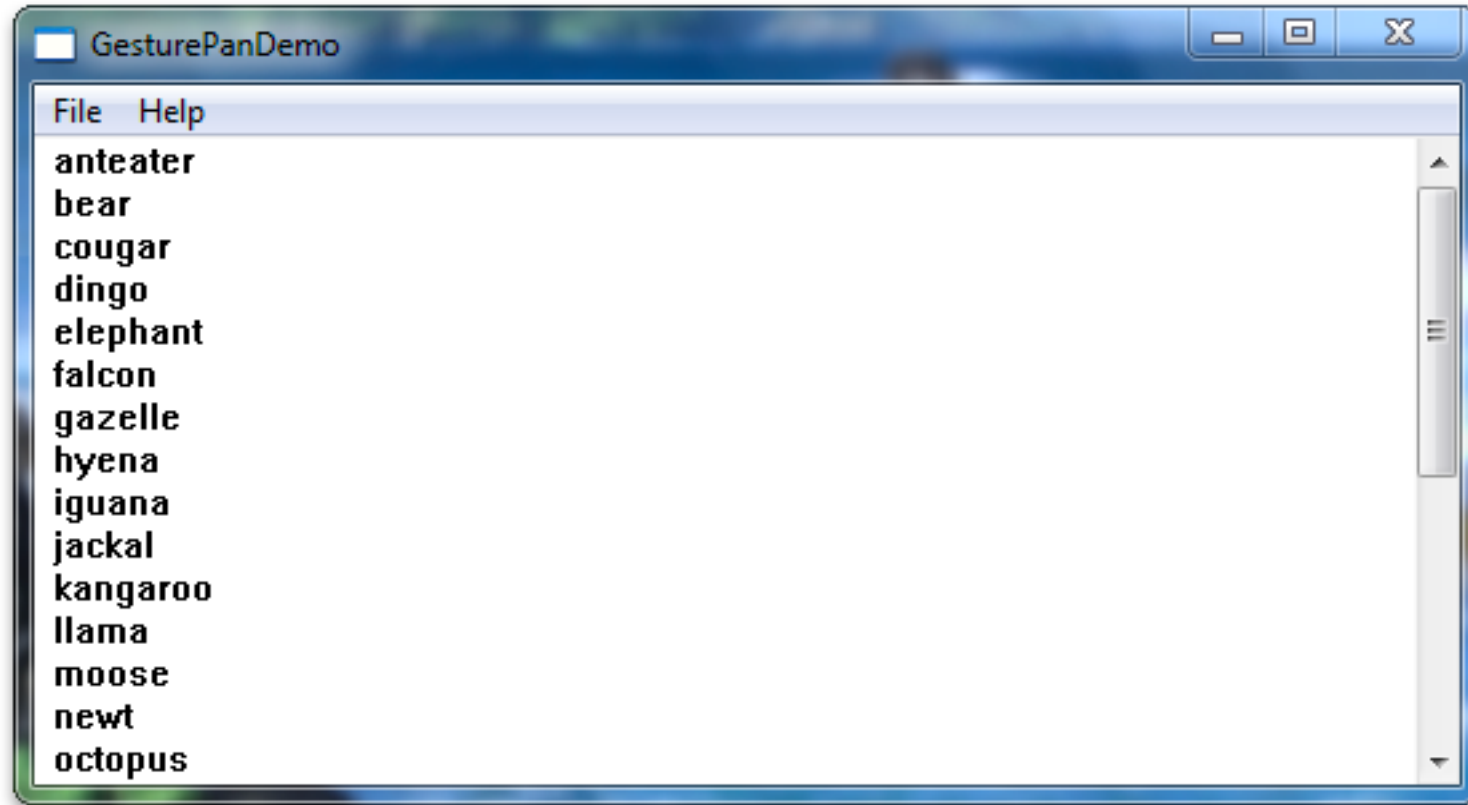 GesturePanDemo
File Help
anteater
bear
cougar
dingo
elephant
falcon
gazelle
hyena
iguana
jackal
kangaroo
llama
moose
newt
octopus